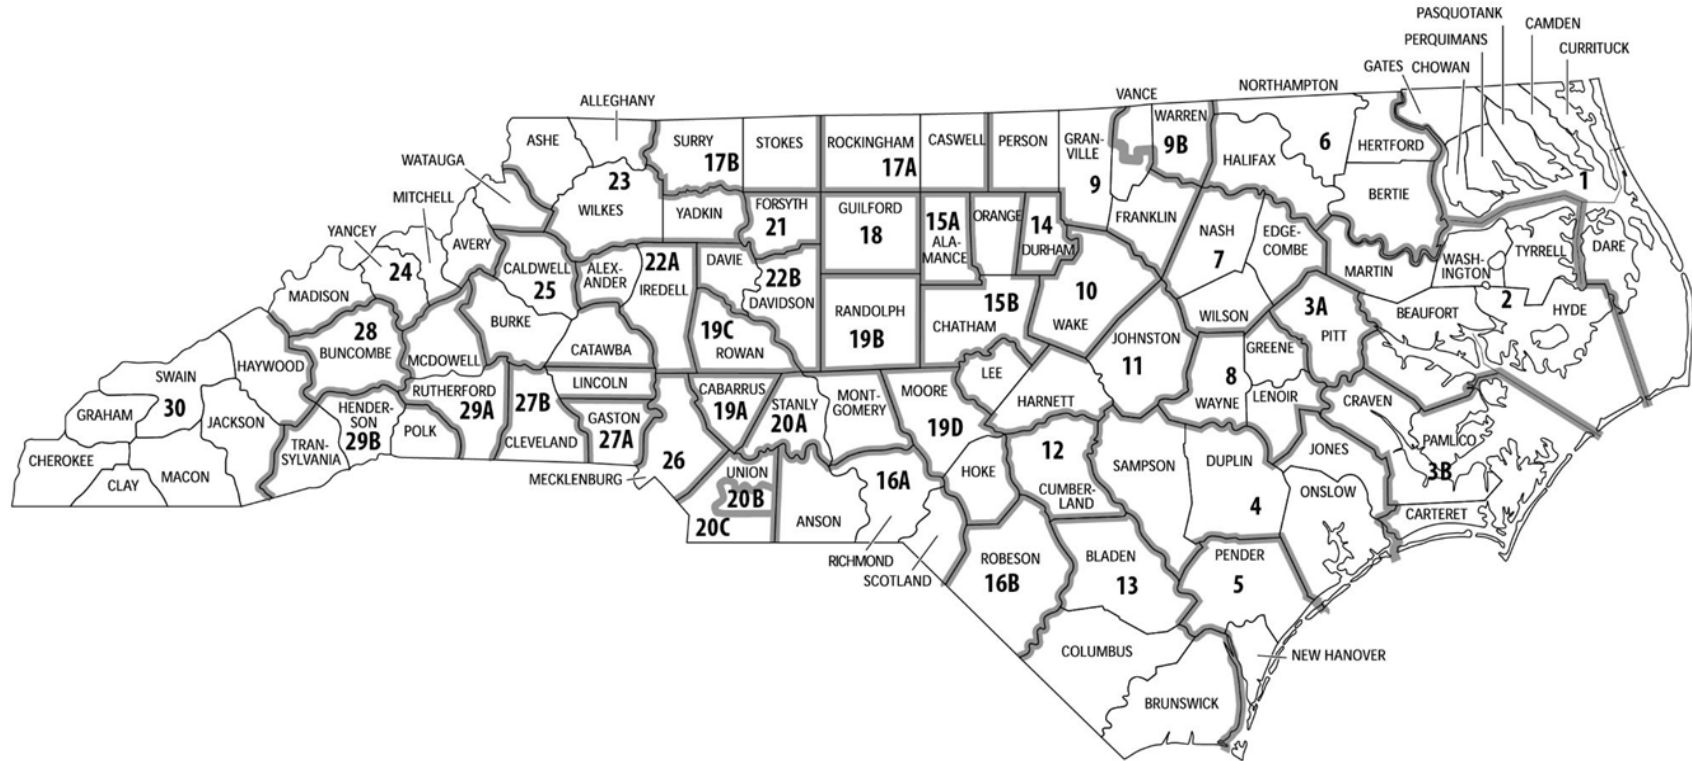 PASQUOTANK
CAMDEN
PERQUIMANS
CURRITUCK
GATES
CHOWAN
NORTHAMPTON
VANCE
ALLEGHANY
ASHE
SURRY
17B
STOKES
ROCKINGHAM
17A
CASWELL
PERSON
GRAN-
VILLE
9
WARREN
9B
HALIFAX
6
HERTFORD
BERTIE
1
WATAUGA
23
WILKES
MITCHELL
YANCEY
24
AVERY
YADKIN
FORSYTH
21
GUILFORD
18
15A
ALA-
MANCE
ORANGE
14
DURHAM
FRANKLIN
NASH
7
EDGE-
COMBE
MARTIN
WASH-
INGTON
TYRRELL
DARE
MADISON
CALDWELL
25
ALEX-
ANDER
22A
IREDELL
DAVIE
22B
DAVIDSON
15B
CHATHAM
10
WAKE
WILSON
3A
PITT
BEAUFORT
2
HYDE
28
BUNCOMBE
BURKE
MCDOWELL
CATAWBA
19C
ROWAN
RANDOLPH
19B
JOHNSTON
11
GREENE
8
WAYNE
LENOIR
CRAVEN
HAYWOOD
SWAIN
30
GRAHAM
JACKSON
CHEROKEE
CLAY
MACON
TRAN-
SYLVANIA
HENDER-
SON
29B
RUTHERFORD
29A
POLK
27B
CLEVELAND
LINCOLN
GASTON
27A
CABARRUS
19A
STANLY
20A
MONT-
GOMERY
MOORE
19D
LEE
HARNETT
JONES
PAMLICO
3B
MECKLENBURG
26
UNION
20B
20C
ANSON
16A
RICHMOND
SCOTLAND
HOKE
12
CUMBER-
LAND
SAMPSON
DUPLIN
4
ONSLOW
CARTERET
ROBESON
16B
BLADEN
13
PENDER
5
COLUMBUS
NEW HANOVER
BRUNSWICK